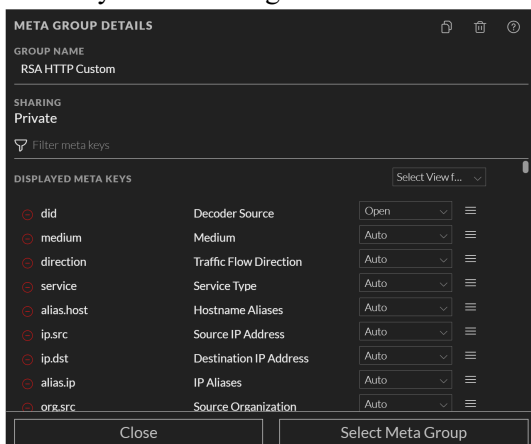 META GROUP DETAILS
GROUP NAME
RSA HTTP Custom
SHARING
Private
Filter meta keys
DISPLAYED META KEYS Select View f...
did Decoder Source Open
medium Medium Auto
direction Traffic Flow Direction Auto
service Service Type Auto
alias.host Hostname Aliases Auto
ip.src Source IP Address Auto
ip.dst Destination IP Address Auto
alias.ip IP Aliases Auto
org.src Source Organization Auto
Close Select Meta Group